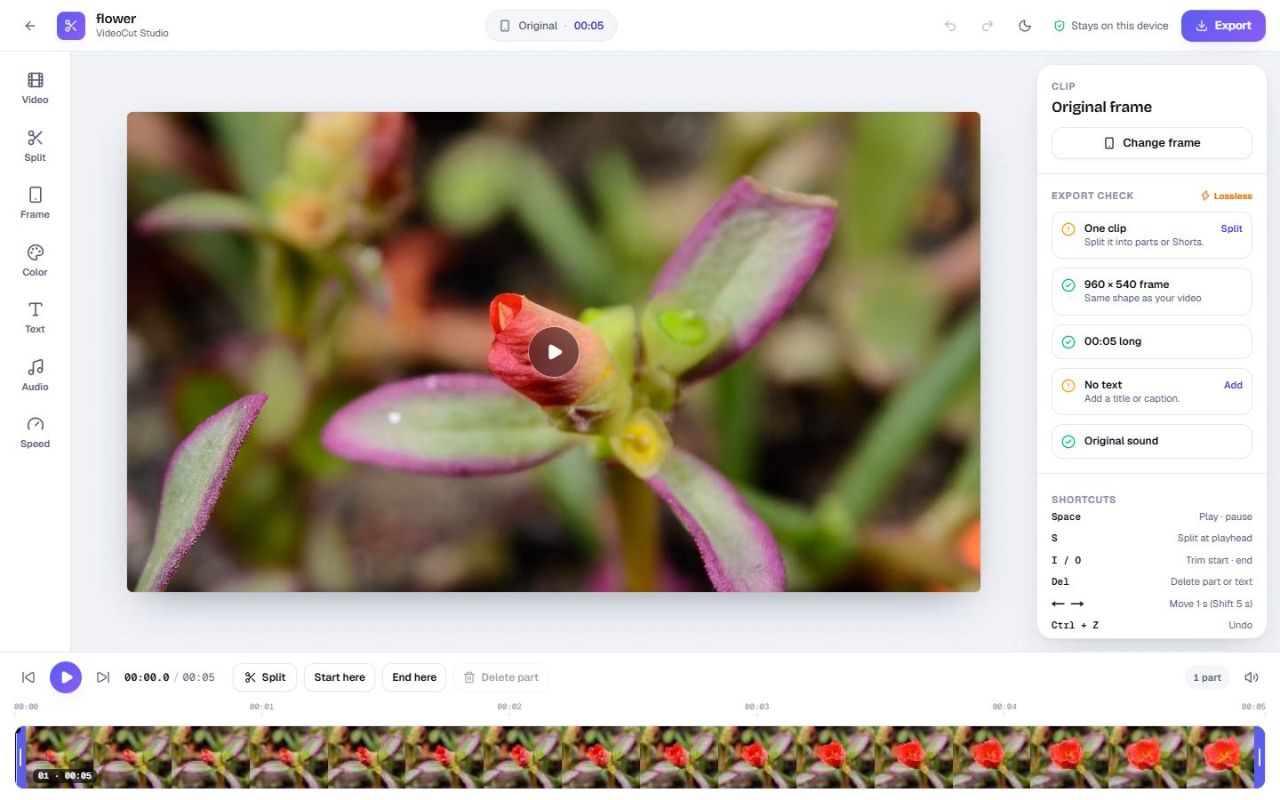 flower
VideoCut Studio
Original · 00:05
Stays on this device
Export
Video
Split
Frame
Color
Text
Audio
Speed
CLIP
Original frame
Change frame
EXPORT CHECK
Lossless
One clip
Split
Split it into parts or Shorts.
960 × 540 frame
Same shape as your video
00:05 long
No text
Add
Add a title or caption.
Original sound
SHORTCUTS
Space Play · pause
S Split at playhead
I / O Trim start · end
Del Delete part or text
← → Move 1 s (Shift 5 s)
Ctrl + Z Undo
00:00.0 / 00:05
Split
Start here
End here
Delete part
1 part
00:00 00:01 00:02 00:03 00:04 00:05
01 · 00:05